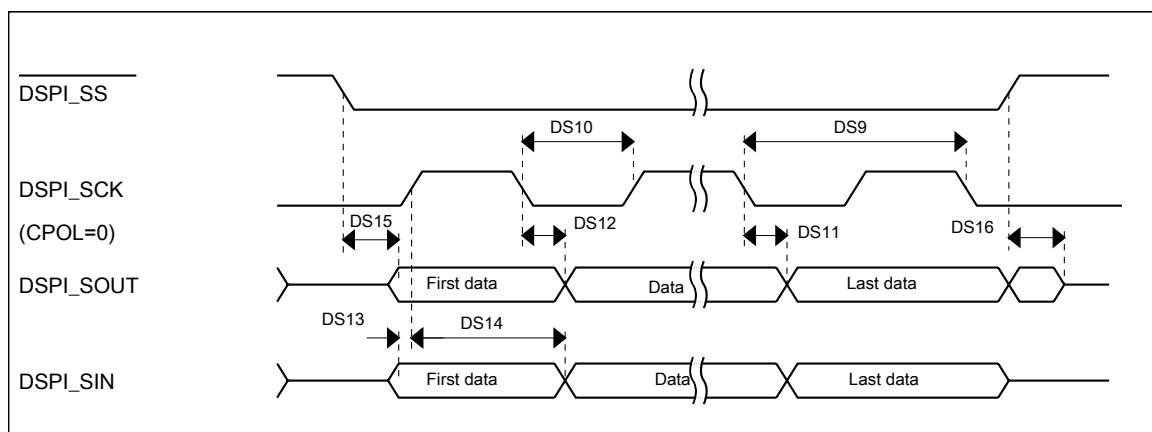 DSPI_SS
DS10
DS9
DSPI_SCK
DS15
DS12
DS11
DS16
(CPOL=0)
DSPI_SOUT
First data
Data
Last data
DS13
DS14
DSPI_SIN
First data
Data
Last data